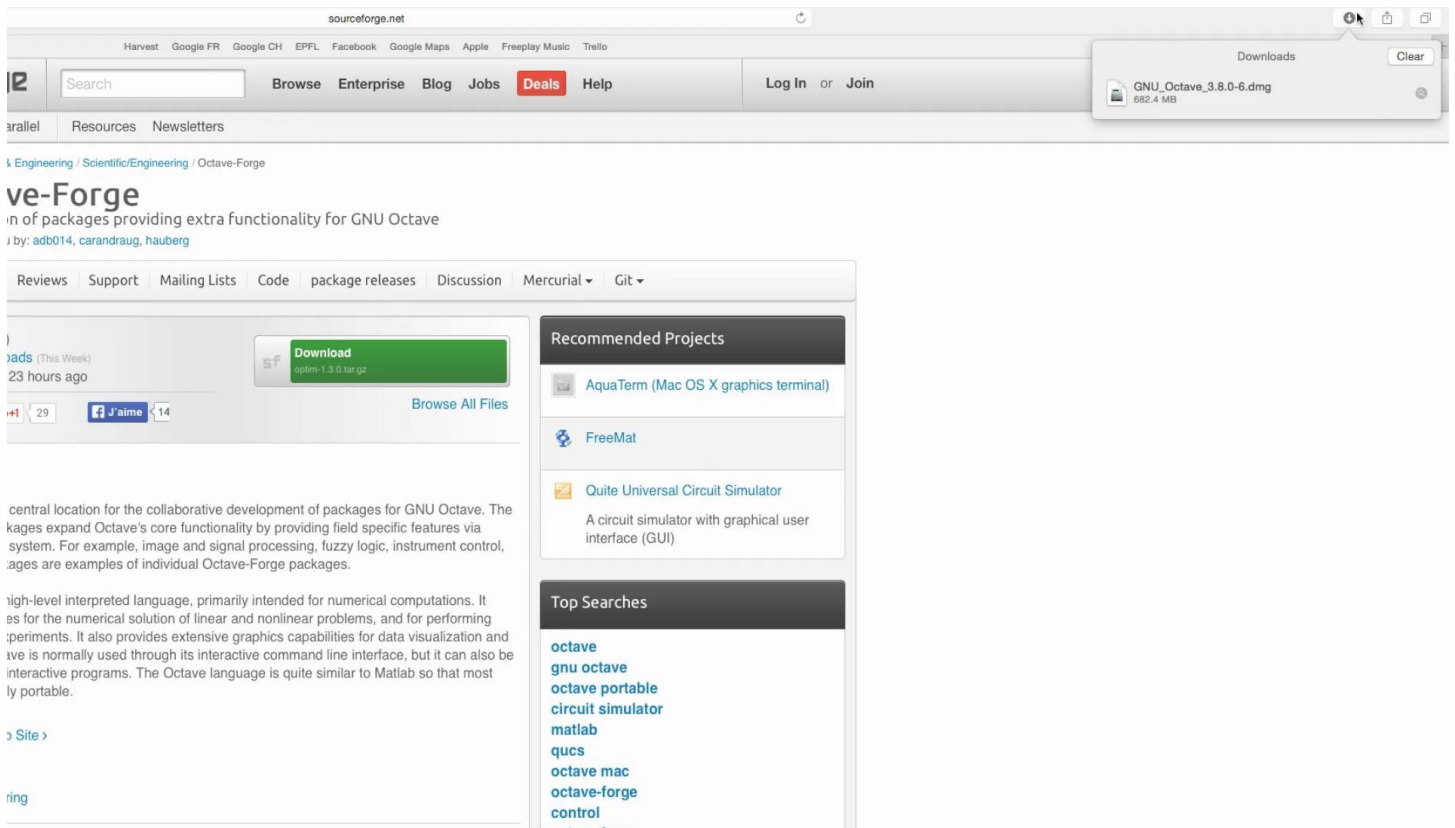 sourceforge.net
Harvest Google FR Google CH EPFL Facebook Google Maps Apple Freeplay Music Trello
Downloads Clear
GNU_Octave_3.8.0-6.dmg
682.4 MB
Search Browse Enterprise Blog Jobs Deals Help Log In or Join
arallel Resources Newsletters
& Engineering / Scientific/Engineering / Octave-Forge
ve-Forge
n of packages providing extra functionality for GNU Octave
by: adb014, carandraug, hauberg
Reviews Support Mailing Lists Code package releases Discussion Mercurial Git
oads (This Week)
23 hours ago
sf Download
optim-1.3.0.tar.gz
+1 29 J'aime 14
Browse All Files
central location for the collaborative development of packages for GNU Octave. The
kages expand Octave's core functionality by providing field specific features via
system. For example, image and signal processing, fuzzy logic, instrument control,
ages are examples of individual Octave-Forge packages.
high-level interpreted language, primarily intended for numerical computations. It
es for the numerical solution of linear and nonlinear problems, and for performing
xperiments. It also provides extensive graphics capabilities for data visualization and
ave is normally used through its interactive command line interface, but it can also be
interactive programs. The Octave language is quite similar to Matlab so that most
ly portable.
Site >
ring
Recommended Projects
AquaTerm (Mac OS X graphics terminal)
FreeMat
Quite Universal Circuit Simulator
A circuit simulator with graphical user
interface (GUI)
Top Searches
octave
gnu octave
octave portable
circuit simulator
matlab
qucs
octave mac
octave-forge
control